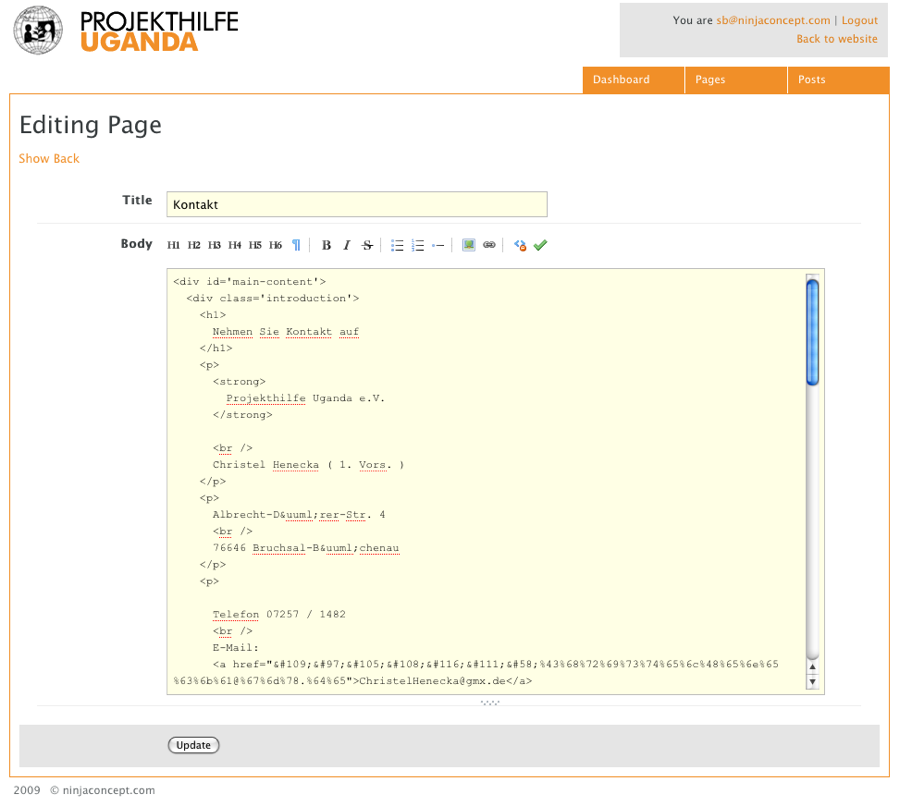 PROJEKTHILFE
UGANDA
You are sb@ninjaconcept.com | Logout
Back to website
Dashboard
Pages
Posts
Editing Page
Show Back
Title
Kontakt
Body
H1 H2 H3 H4 H5 H6 ¶ B I S
<div id='main-content'>
<div class='introduction'>
<h1>
Nehmen Sie Kontakt auf
</h1>
<p>
<strong>
Projekthilfe Uganda e.V.
</strong>
<br />
Christel Henecka ( 1. Vors. )
</p>
<p>
Albrecht-D&uuml;rer-Str. 4
<br />
76646 Bruchsal-B&uuml;chenau
</p>
<p>
Telefon 07257 / 1482
<br />
E-Mail:
<a href="&#109;&#97;&#105;&#108;&#116;&#111;&#58;%43%68%72%69%73%74%65%6c%48%65%6e%65
%63%6b%61@%67%6d%78.%64%65">ChristelHenecka@gmx.de</a>
Update
2009 © ninjaconcept.com